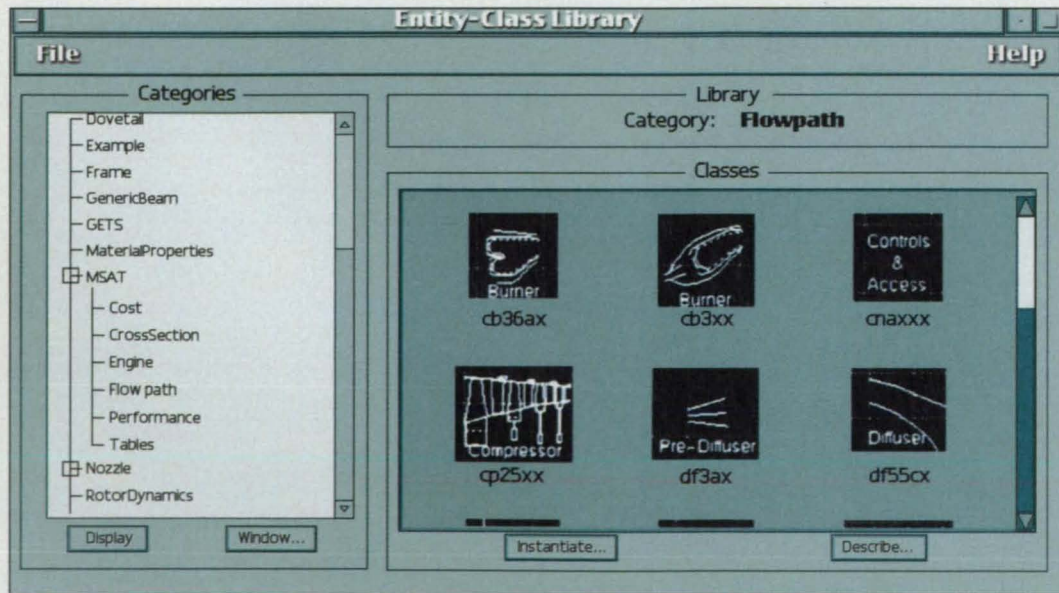 Entity-Class Library
File
Help
Categories
Dovetail
Example
Frame
GenericBeam
GETS
MaterialProperties
MSAT
Cost
CrossSection
Engine
Flow path
Performance
Tables
Nozzle
RotorDynamics
Display
Window...
Library
Category: Flowpath
Classes
Burner
cb36ax
Burner
cb3xx
Controls
&
Access
cnaxxx
Compressor
cp25xx
Pre-Diffuser
df3ax
Diffuser
df55cx
Instantiate...
Describe...